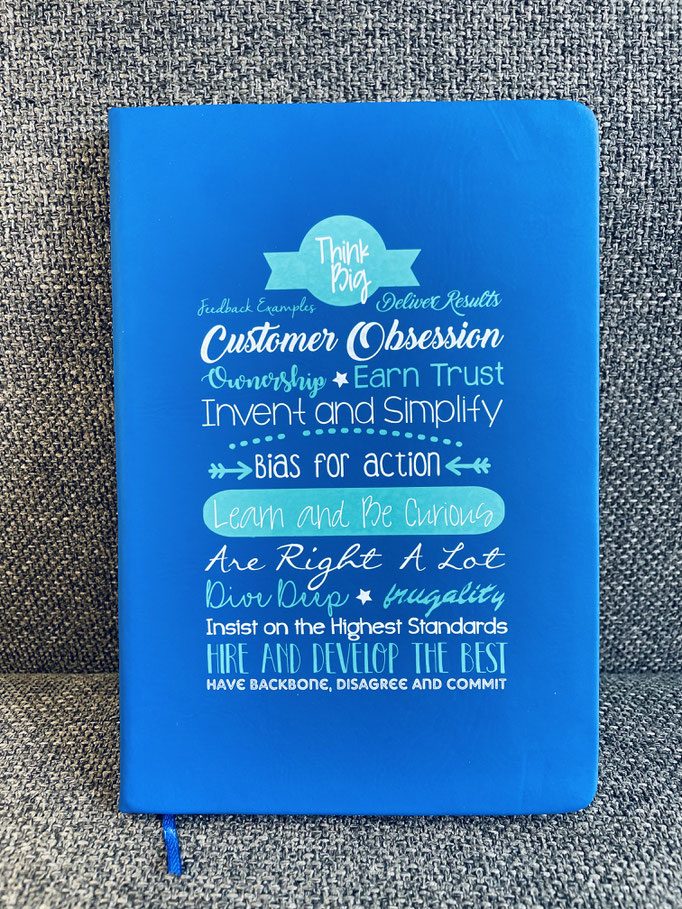 Think
Big
Feedback Examples Deliver Results
Customer Obsession
Ownership Earn Trust
Invent and Simplify
Bias for action
Learn and Be Curious
Are Right A Lot
Dive Deep frugality
Insist on the Highest Standards
HIRE AND DEVELOP THE BEST
HAVE BACKBONE, DISAGREE AND COMMIT